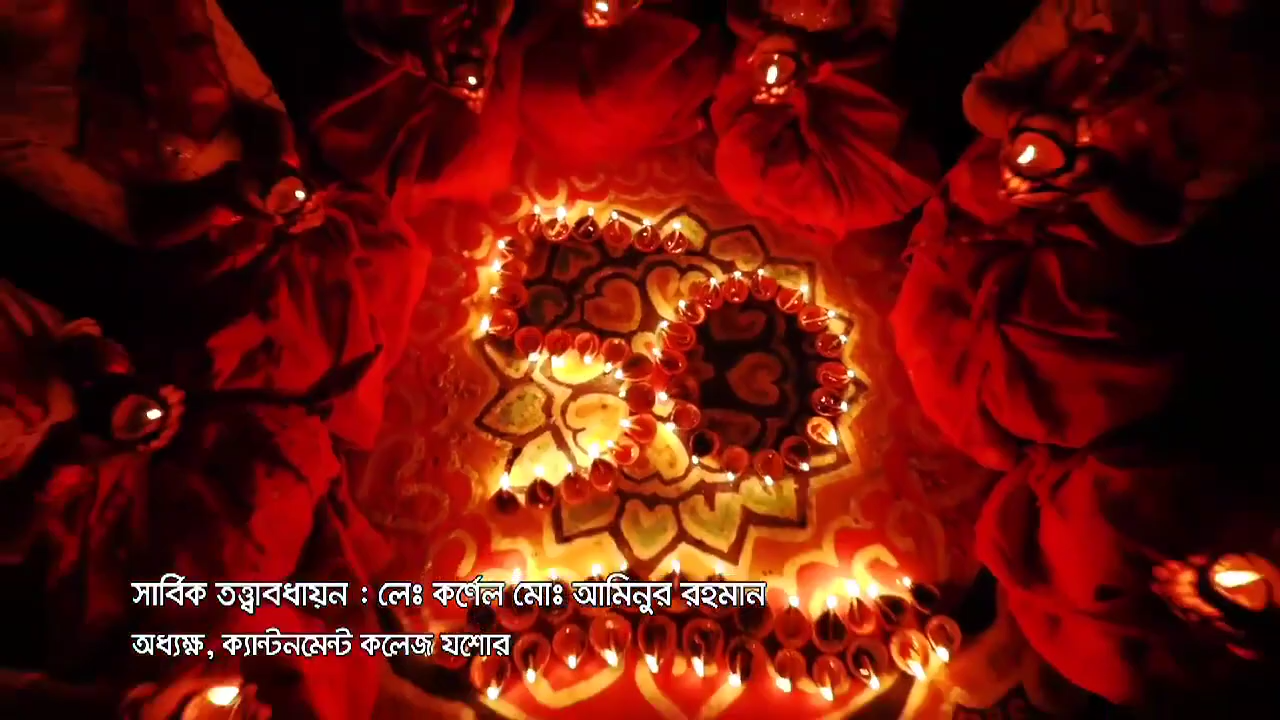 সার্বিক তত্ত্বাবধায়ন : লেঃ কর্ণেল মোঃ আমিনুর রহমান
অধ্যক্ষ, ক্যান্টনমেন্ট কলেজ যশোর